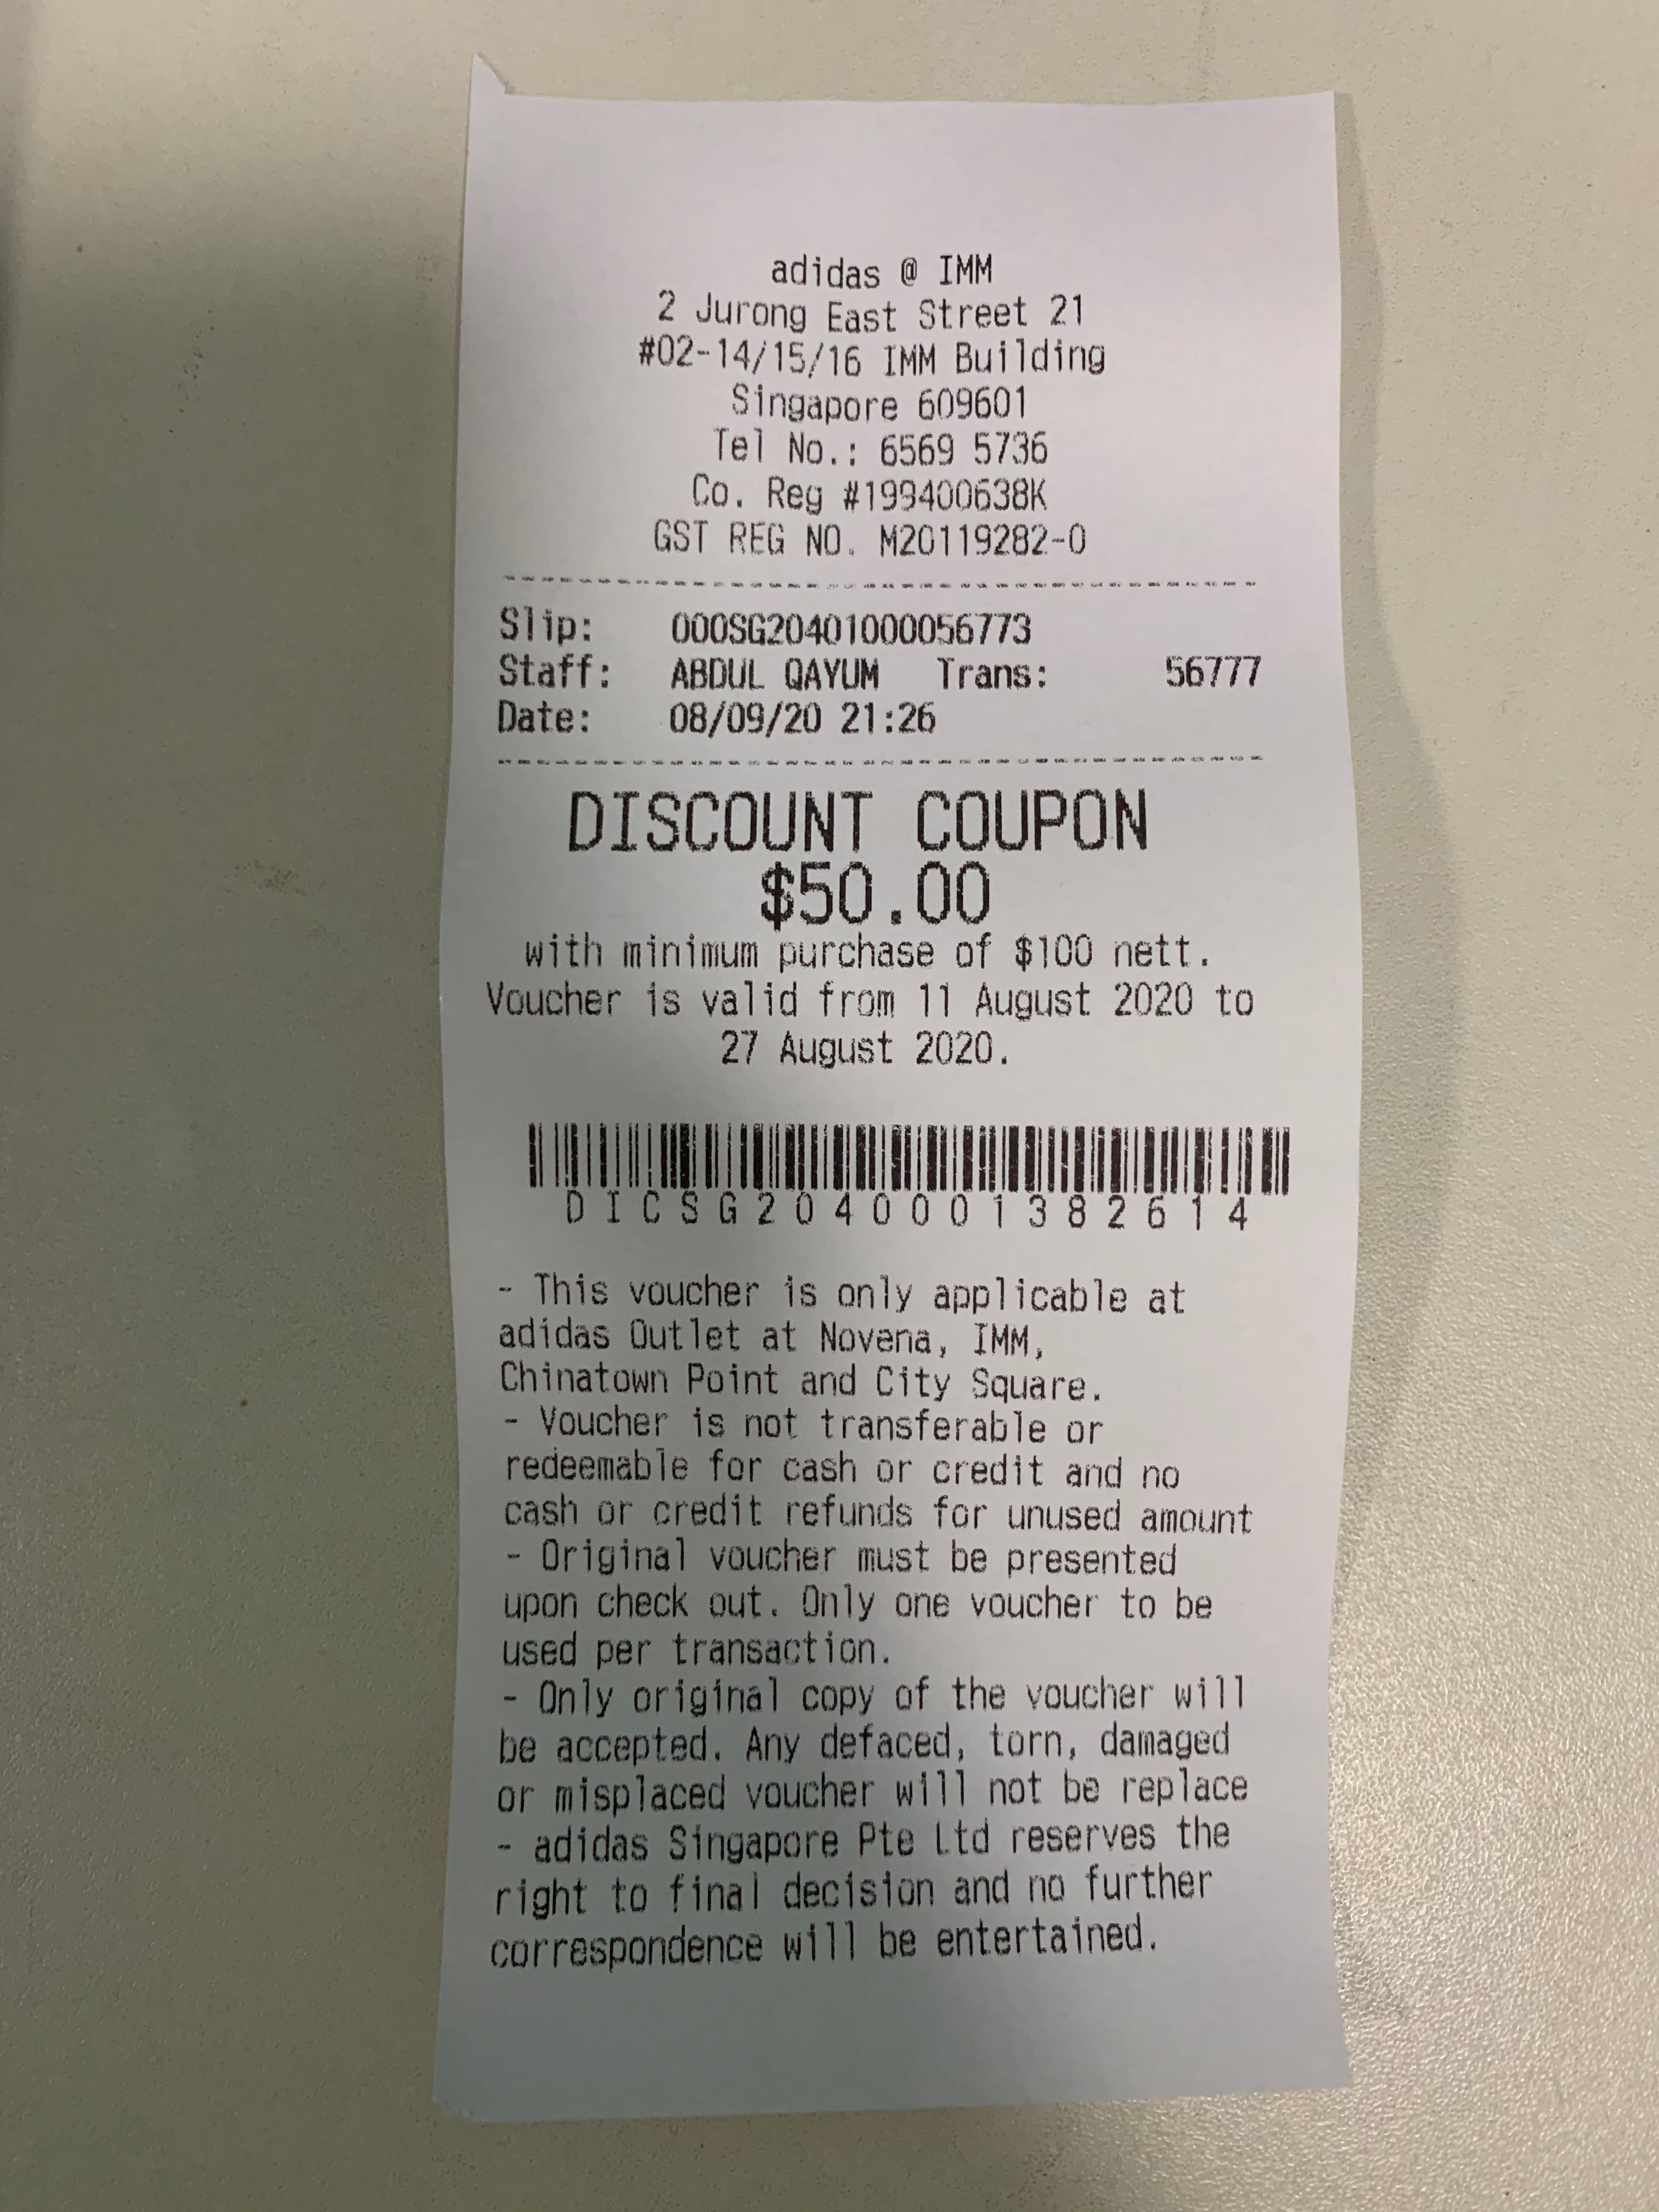 adidas @ IMM
2 Jurong East Street 21
#02-14/15/16 IMM Building
Singapore 609601
Tel No.: 6569 5736
Co. Reg #199400638K
GST REG NO. M20119282-0
Slip: 000SG20401000056773
Staff: ABDUL QAYUM Trans: 56777
Date: 08/09/20 21:26
DISCOUNT COUPON
$50.00
with minimum purchase of $100 nett.
Voucher is valid from 11 August 2020 to
27 August 2020.
DICSG2040001382614
- This voucher is only applicable at
adidas Outlet at Novena, IMM,
Chinatown Point and City Square.
- Voucher is not transferable or
redeemable for cash or credit and no
cash or credit refunds for unused amount
- Original voucher must be presented
upon check out. Only one voucher to be
used per transaction.
- Only original copy of the voucher will
be accepted. Any defaced, torn, damaged
or misplaced voucher will not be replace
- adidas Singapore Pte Ltd reserves the
right to final decision and no further
correspondence will be entertained.